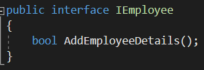 public interface IEmployee
{
bool AddEmployeeDetails();
}